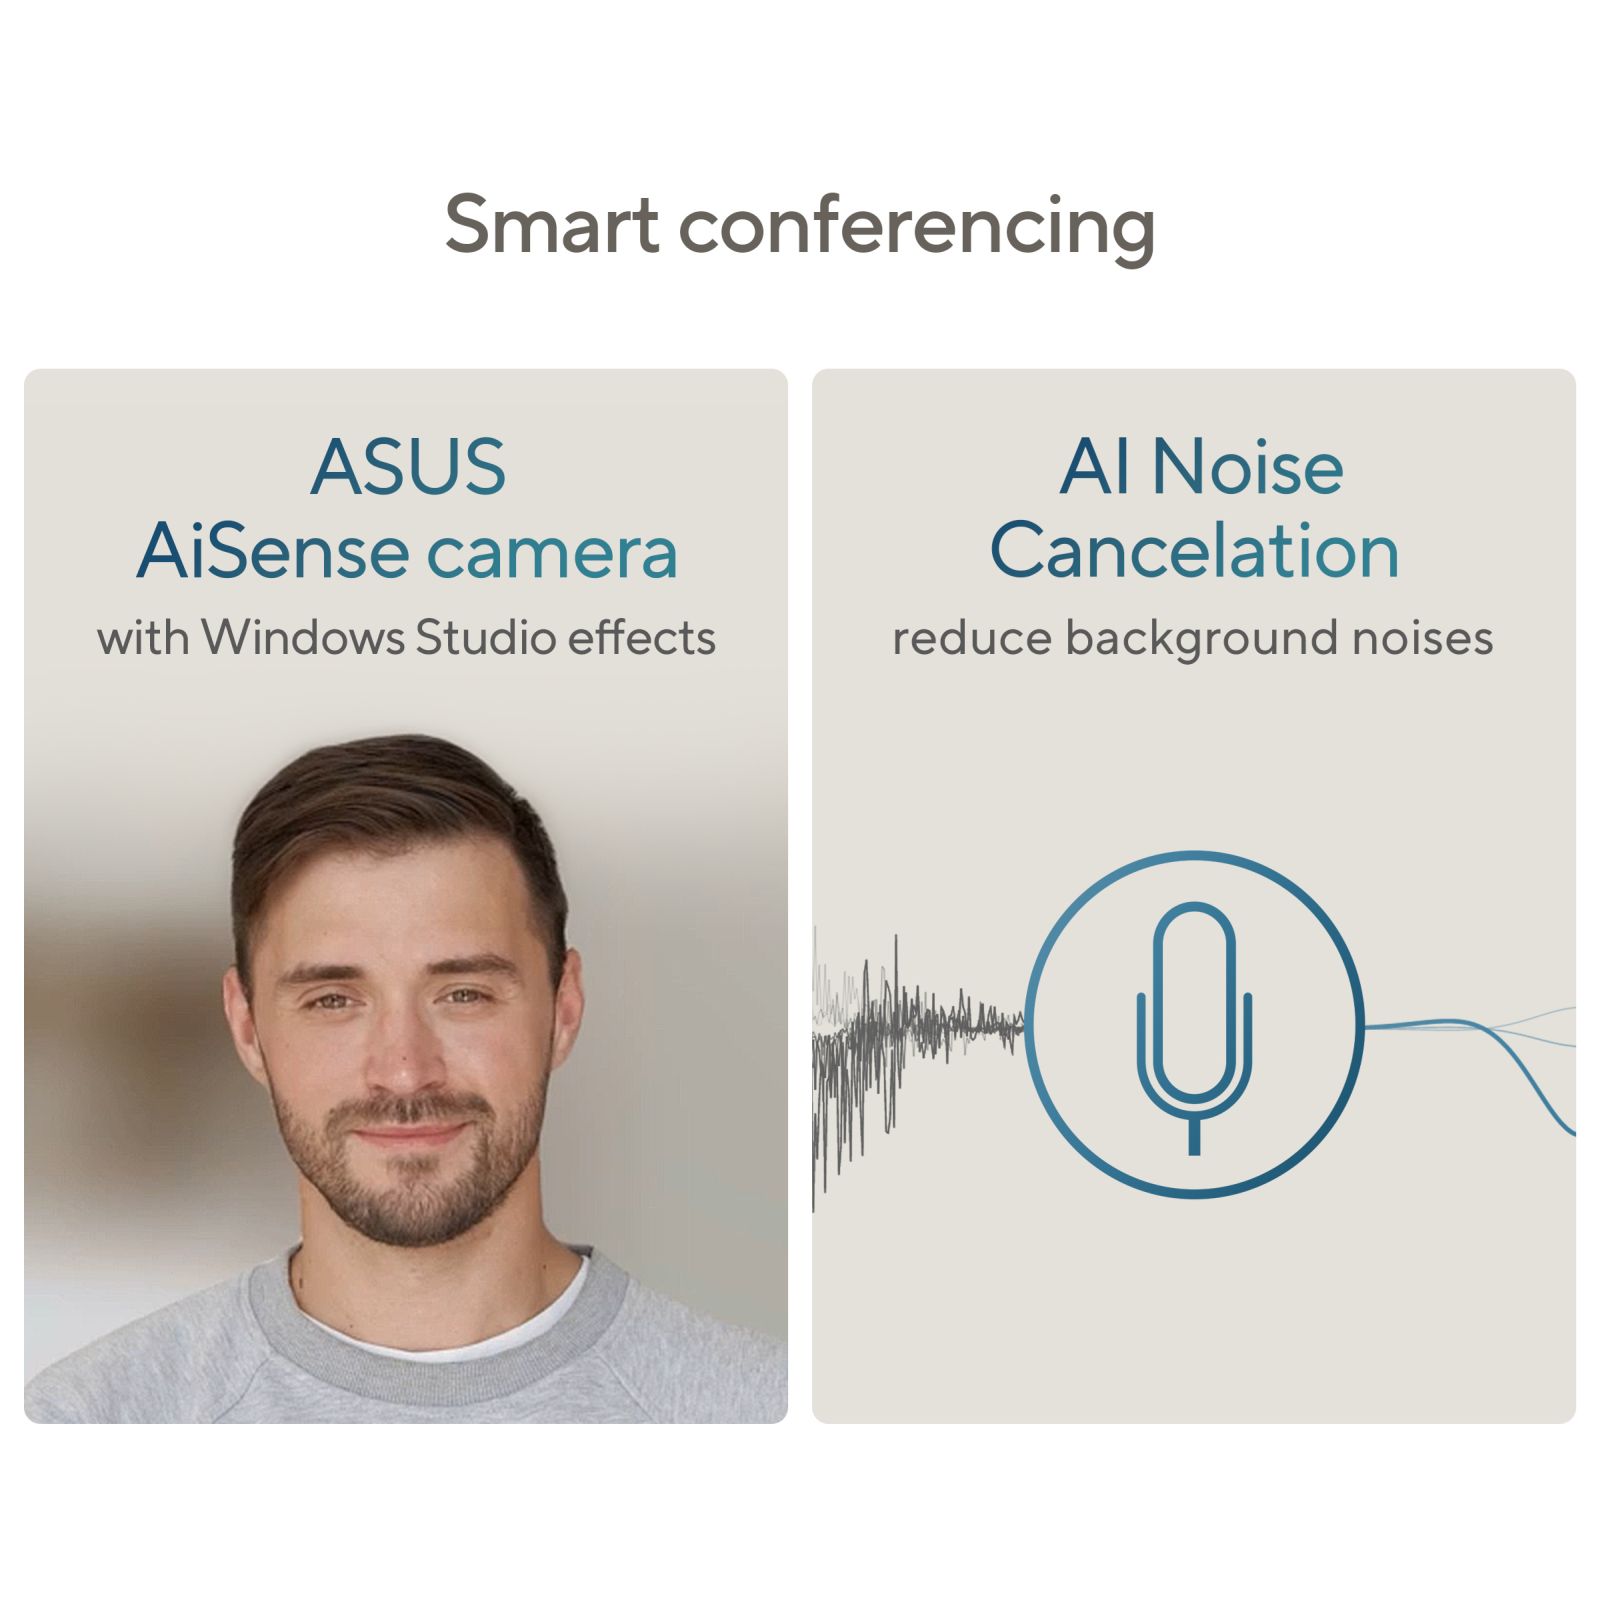 Smart conferencing
ASUS
AiSense camera
with Windows Studio effects
AI Noise
Cancelation
reduce background noises